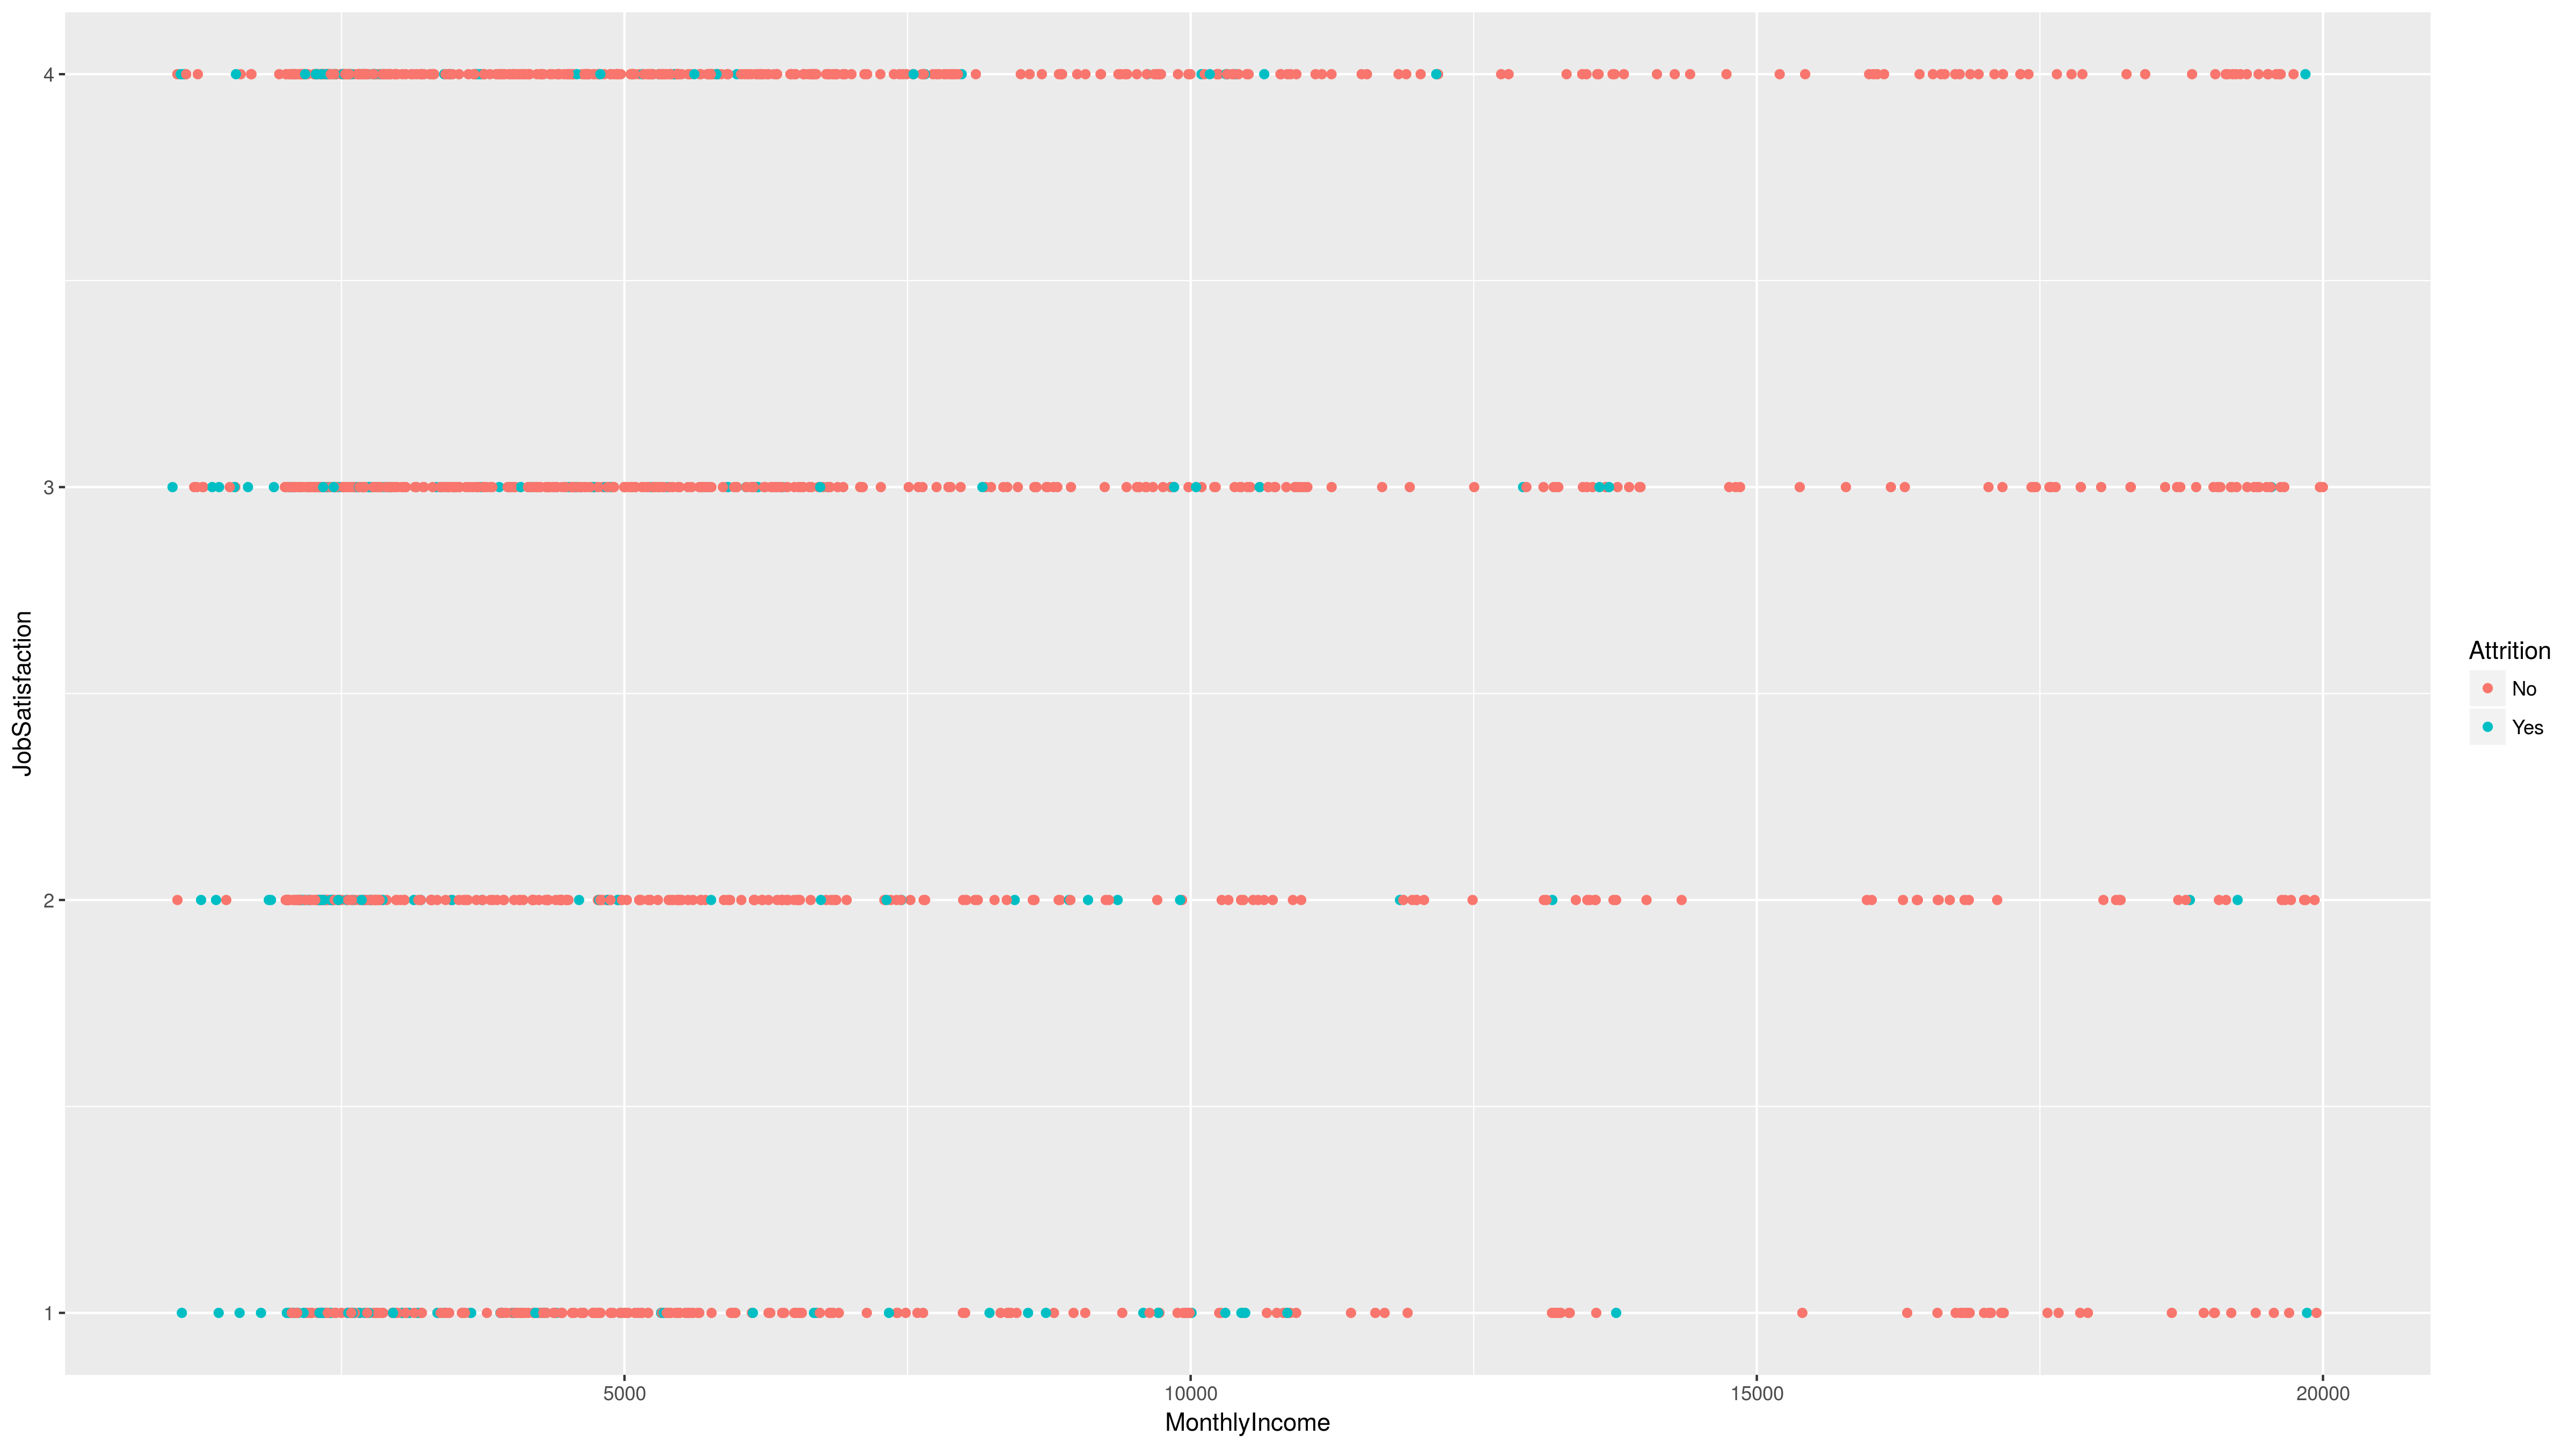 4
3
2
1
JobSatisfaction
5000
10000
15000
20000
MonthlyIncome
Attrition
No
Yes